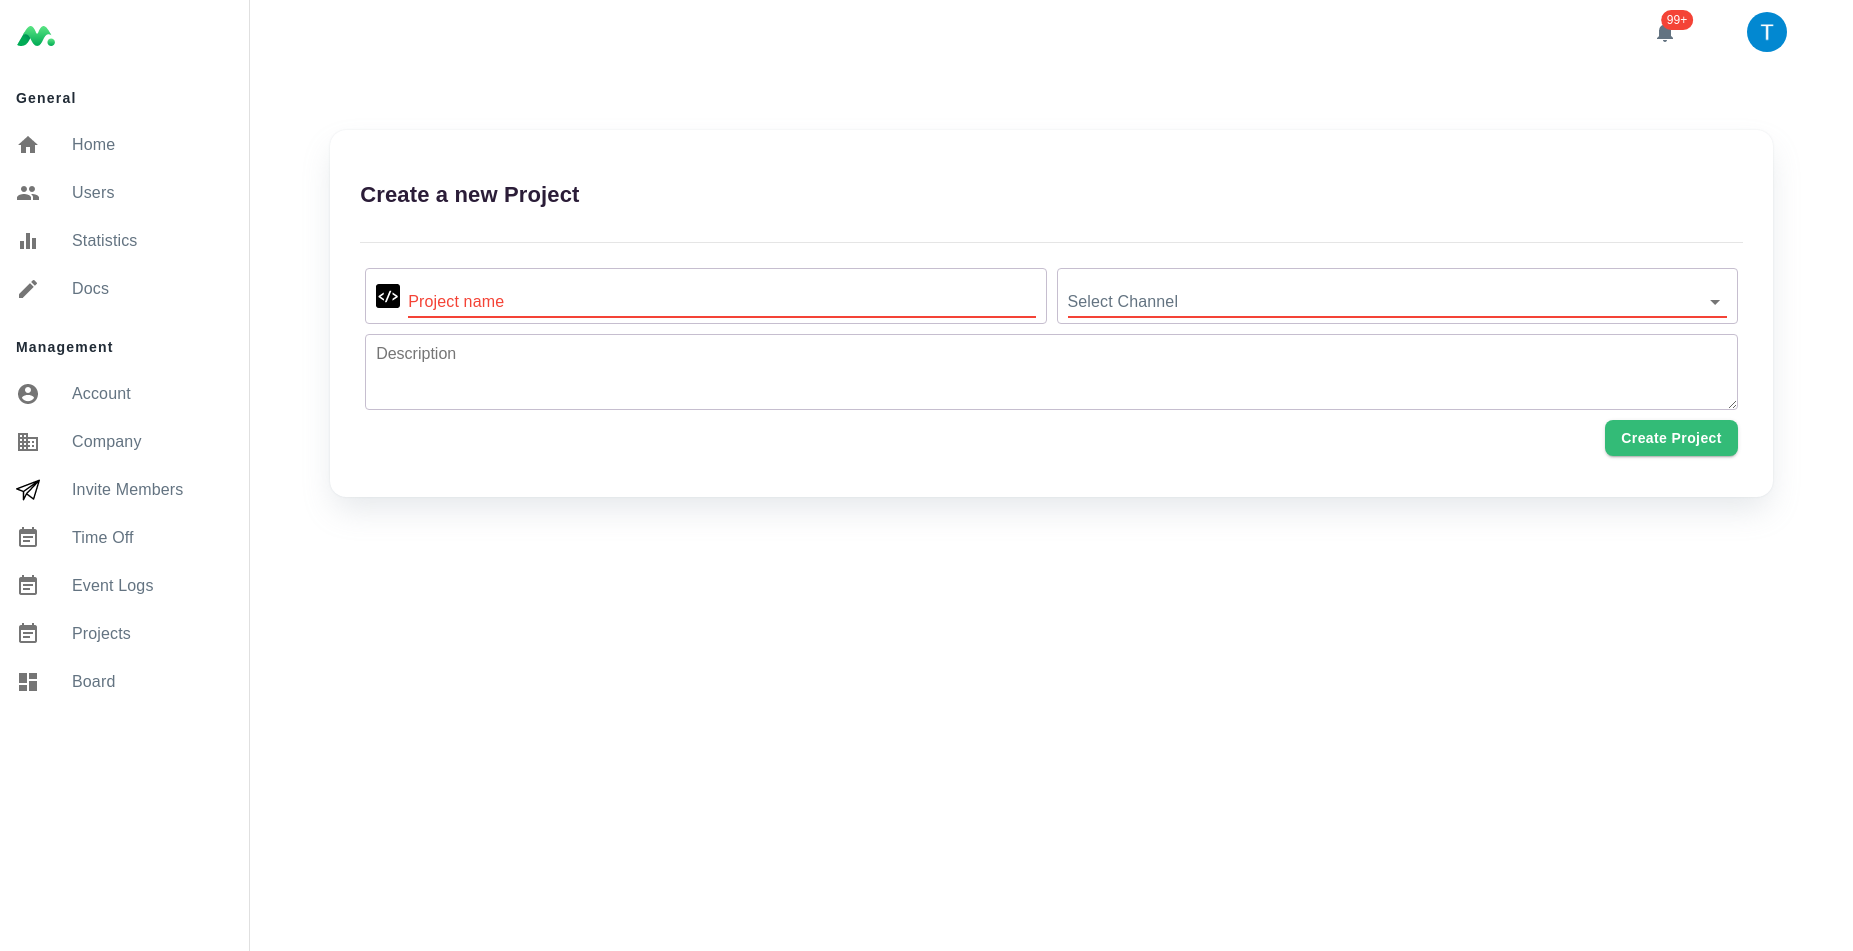 99+
T
General
Home
Users
Statistics
Docs
Management
Account
Company
Invite Members
Time Off
Event Logs
Projects
Board
Create a new Project
</> Project name
Select Channel
Description
Create Project